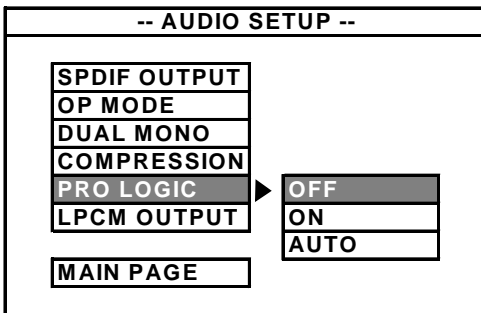 -- AUDIO SETUP --
SPDIF OUTPUT
OP MODE
DUAL MONO
COMPRESSION
PRO LOGIC
LPCM OUTPUT
OFF
ON
AUTO
MAIN PAGE